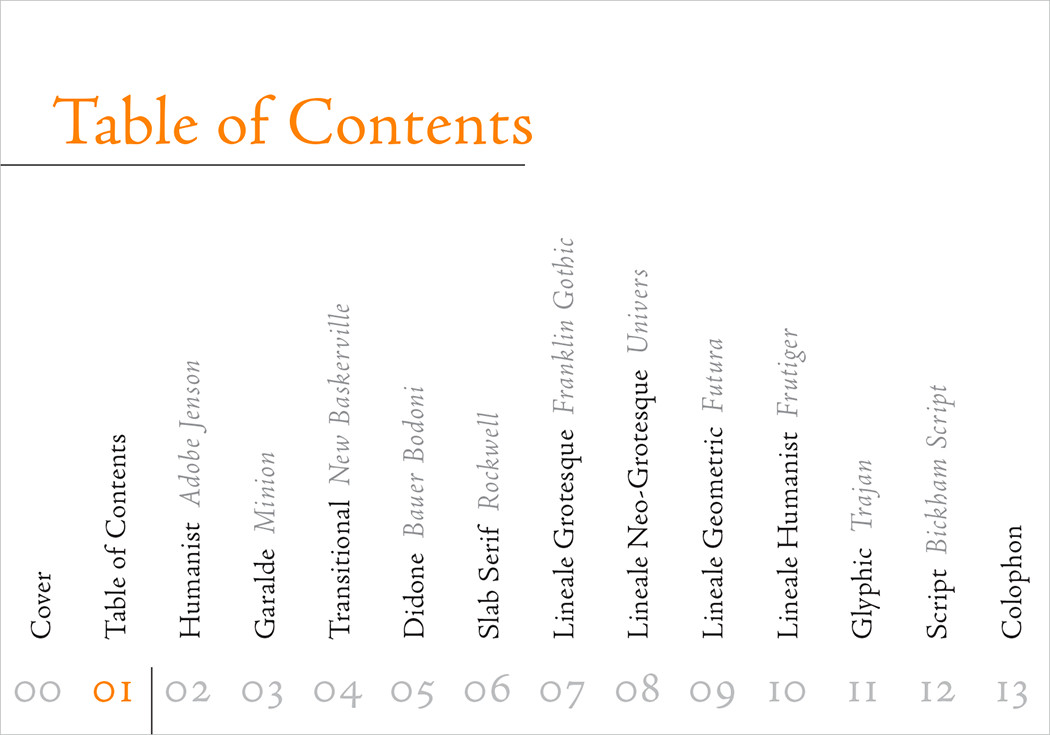 Table of Contents
Cover
Table of Contents
Humanist Adobe Jenson
Garalde Minion
Transitional New Baskerville
Didone Bauer Bodoni
Slab Serif Rockwell
Lineale Grotesque Franklin Gothic
Lineale Neo-Grotesque Univers
Lineale Geometric Futura
Lineale Humanist Frutiger
Glyphic Trajan
Script Bickham Script
Colophon
00 01 02 03 04 05 06 07 08 09 10 11 12 13